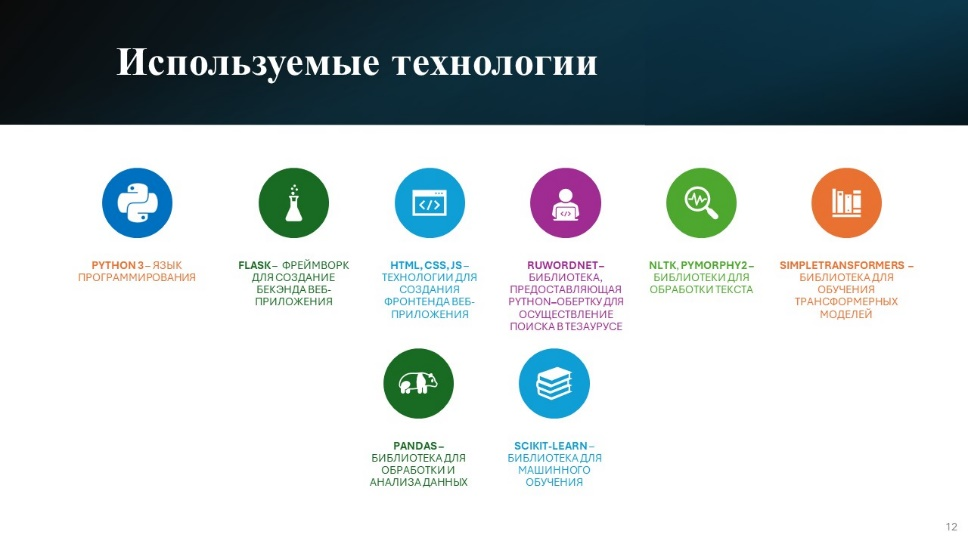 Используемые технологии
PYTHON 3 – ЯЗЫК
ПРОГРАММИРОВАНИЯ
FLASK – ФРЕЙМВОРК
ДЛЯ СОЗДАНИЕ
БЕКЭНДА ВЕБ-
ПРИЛОЖЕНИЯ
HTML, CSS, JS –
ТЕХНОЛОГИИ ДЛЯ
СОЗДАНИЯ
ФРОНТЕНДА ВЕБ-
ПРИЛОЖЕНИЯ
RUWORDNET–
БИБЛИОТЕКА,
ПРЕДОСТАВЛЯЮЩАЯ
PYTHON–ОБЕРТКУ ДЛЯ
ОСУЩЕСТВЛЕНИЕ
ПОИСКА В ТЕЗАУРУСЕ
NLTK, PYMORPHY2 –
БИБЛИОТЕКИ ДЛЯ
ОБРАБОТКИ ТЕКСТА
SIMPLETRANSFORMERS –
БИБЛИОТЕКА ДЛЯ
ОБУЧЕНИЯ
ТРАНСФОРМЕРНЫХ
МОДЕЛЕЙ
PANDAS –
БИБЛИОТЕКА ДЛЯ
ОБРАБОТКИ И
АНАЛИЗА ДАННЫХ
SCIKIT-LEARN –
БИБЛИОТЕКА ДЛЯ
МАШИННОГО
ОБУЧЕНИЯ
12